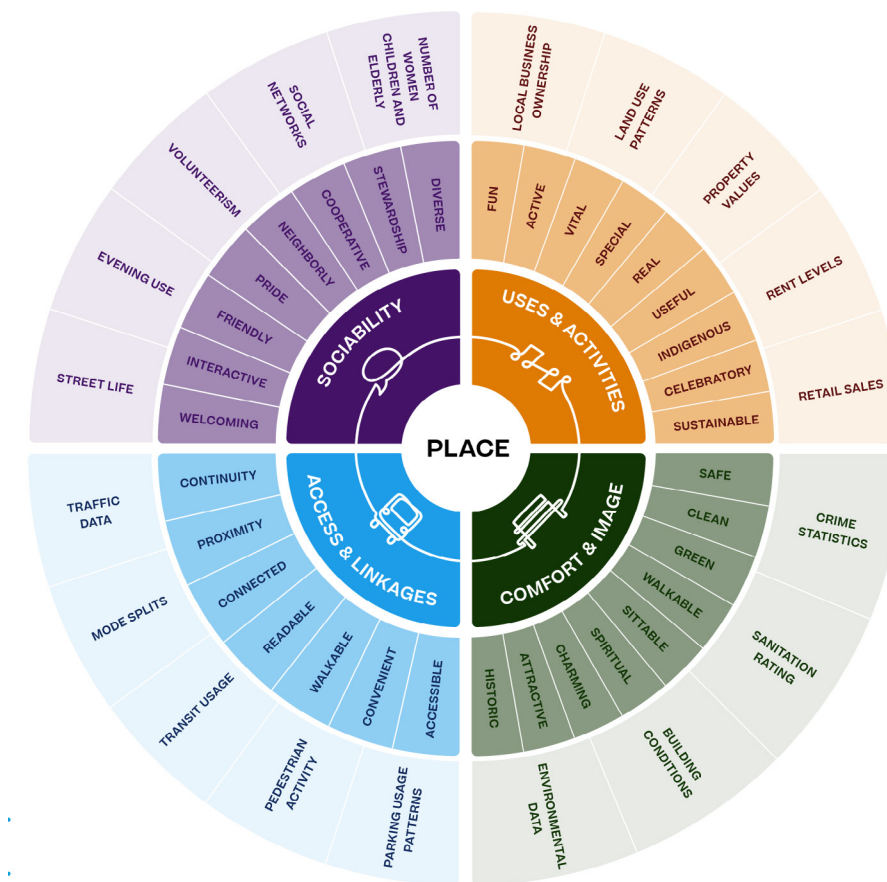 PLACE
SOCIABILITY
USES & ACTIVITIES
COMFORT & IMAGE
ACCESS & LINKAGES
WELCOMING
INTERACTIVE
FRIENDLY
PRIDE
NEIGHBORLY
COOPERATIVE
STEWARDSHIP
DIVERSE
STREET LIFE
EVENING USE
VOLUNTEERISM
SOCIAL
NETWORKS
NUMBER OF
WOMEN
CHILDREN AND
ELDERLY
FUN
ACTIVE
VITAL
SPECIAL
REAL
USEFUL
INDIGENOUS
CELEBRATORY
SUSTAINABLE
LOCAL BUSINESS
OWNERSHIP
LAND USE
PATTERNS
PROPERTY
VALUES
RENT LEVELS
RETAIL SALES
SAFE
CLEAN
GREEN
WALKABLE
SITTABLE
SPIRITUAL
CHARMING
ATTRACTIVE
HISTORIC
CRIME
STATISTICS
SANITATION
RATING
BUILDING
CONDITIONS
ENVIRONMENTAL
DATA
CONTINUITY
PROXIMITY
CONNECTED
READABLE
WALKABLE
CONVENIENT
ACCESSIBLE
TRAFFIC
DATA
MODE SPLITS
TRANSIT USAGE
PEDESTRIAN
ACTIVITY
PARKING USAGE
PATTERNS